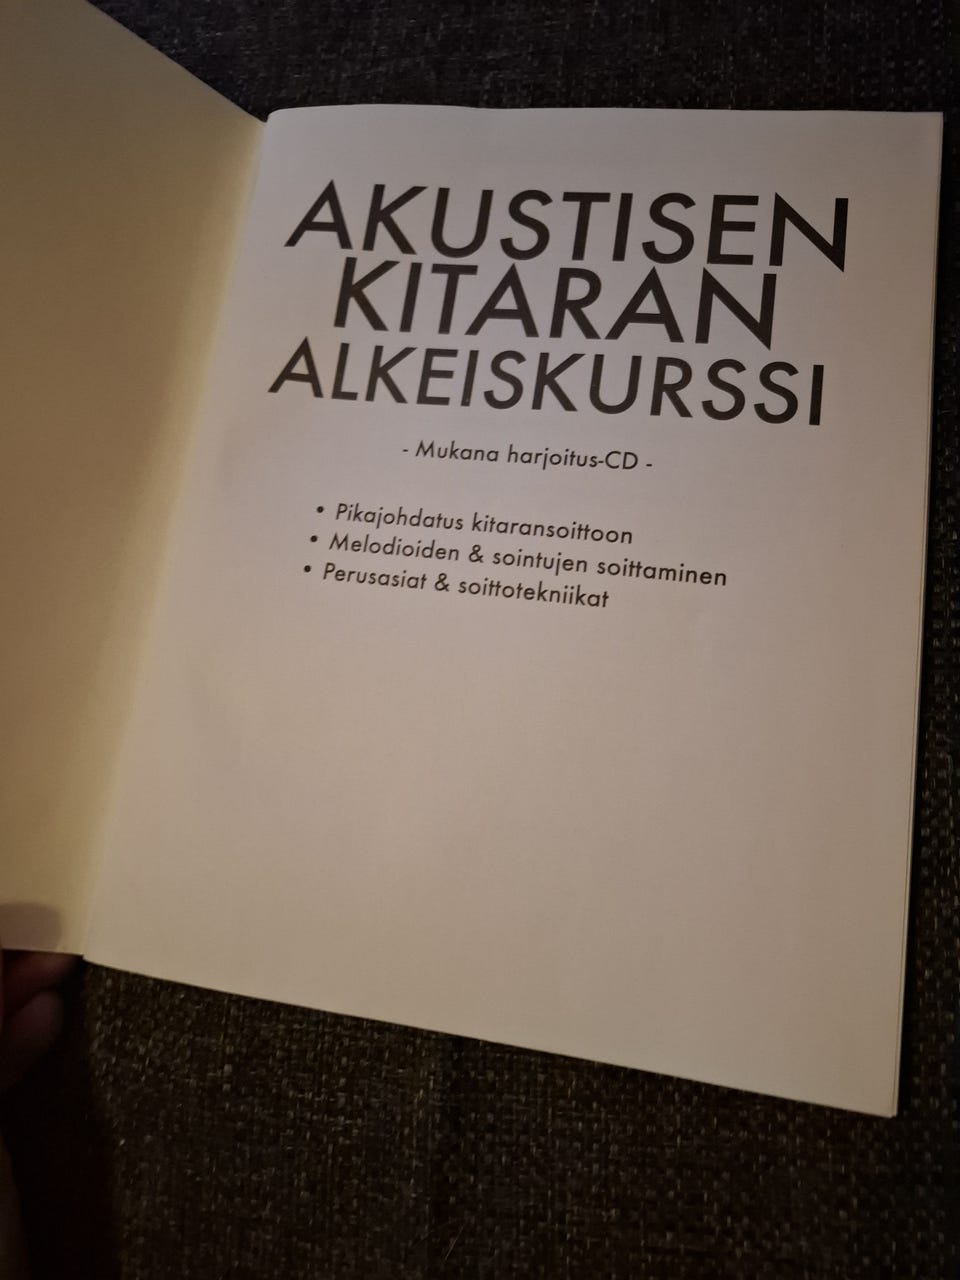 AKUSTISEN
KITARAN
ALKEISKURSSI
- Mukana harjoitus-CD -
• Pikajohdatus kitaransoittoon
• Melodioiden & sointujen soittaminen
• Perusasiat & soittotekniikat